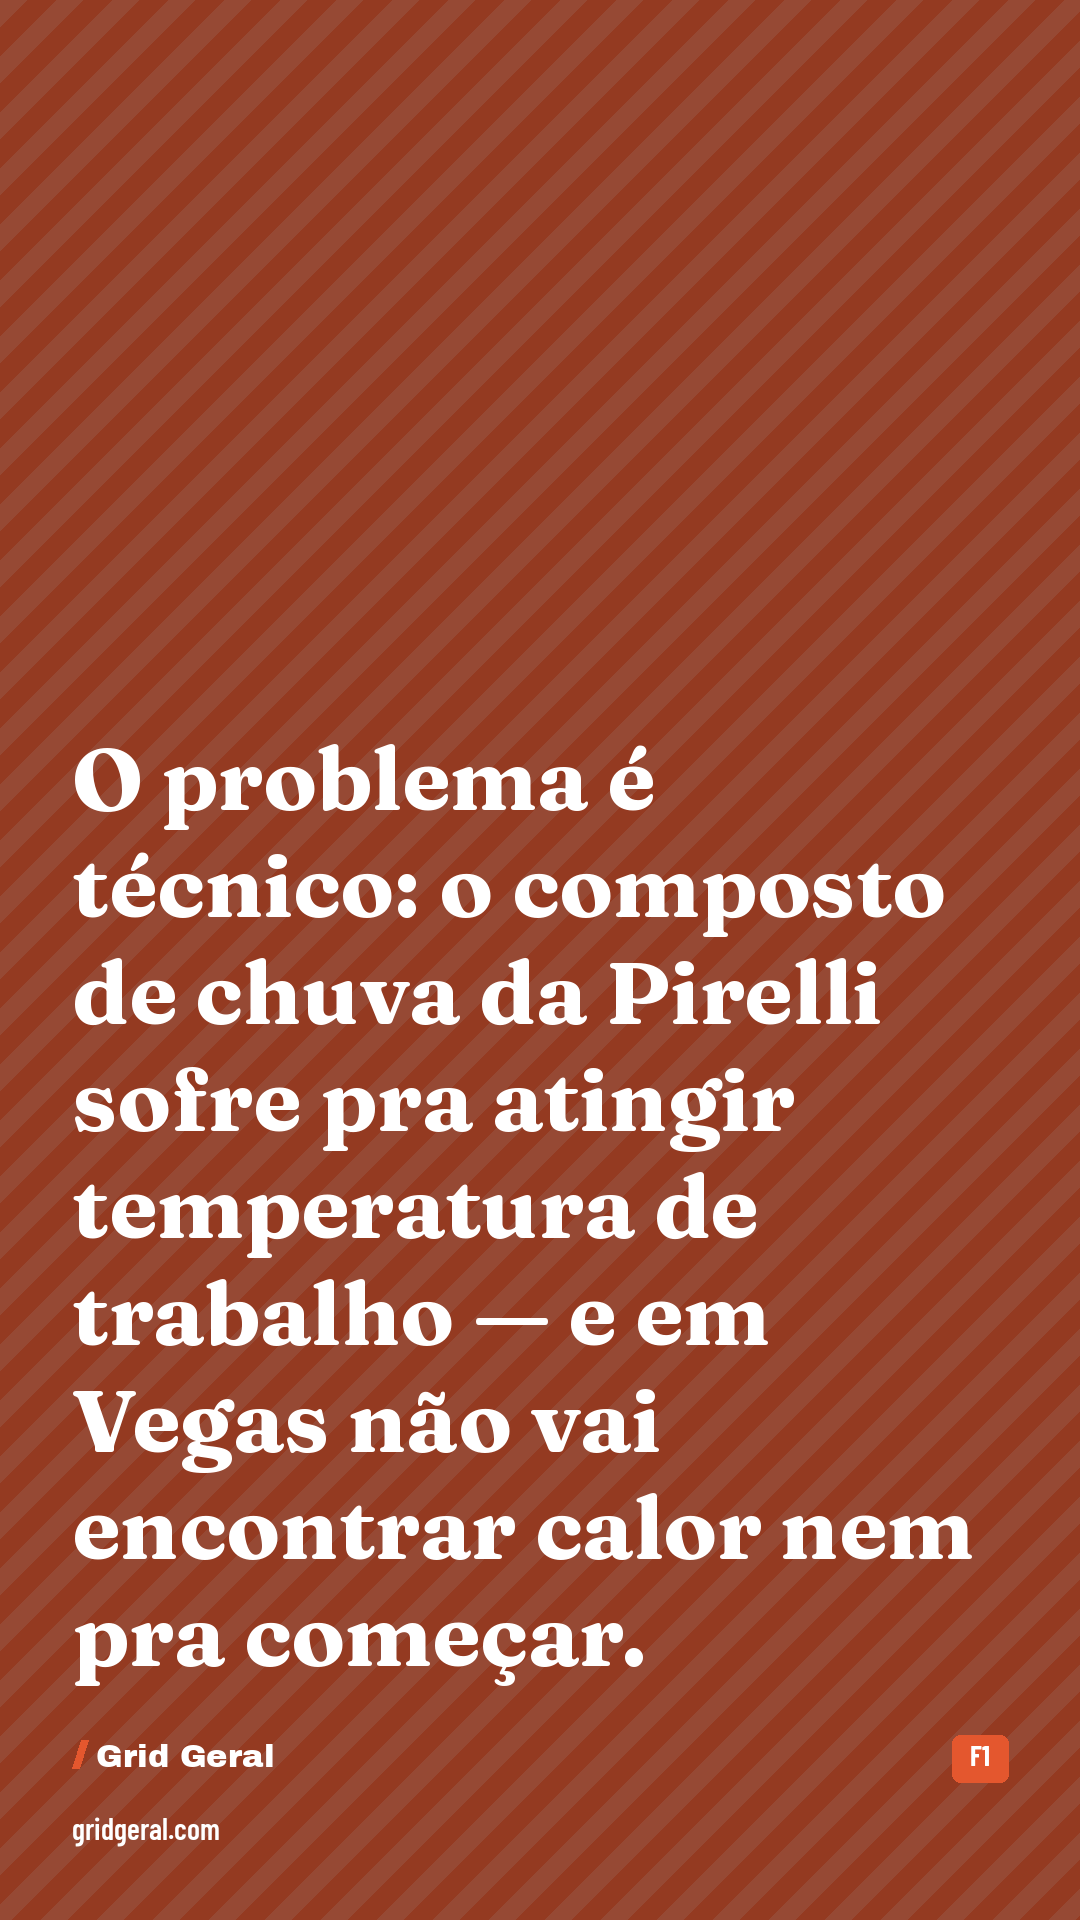 O problema é
técnico: o composto
de chuva da Pirelli
sofre pra atingir
temperatura de
trabalho — e em
Vegas não vai
encontrar calor nem
pra começar.
/ Grid Geral
F1
gridgeral.com